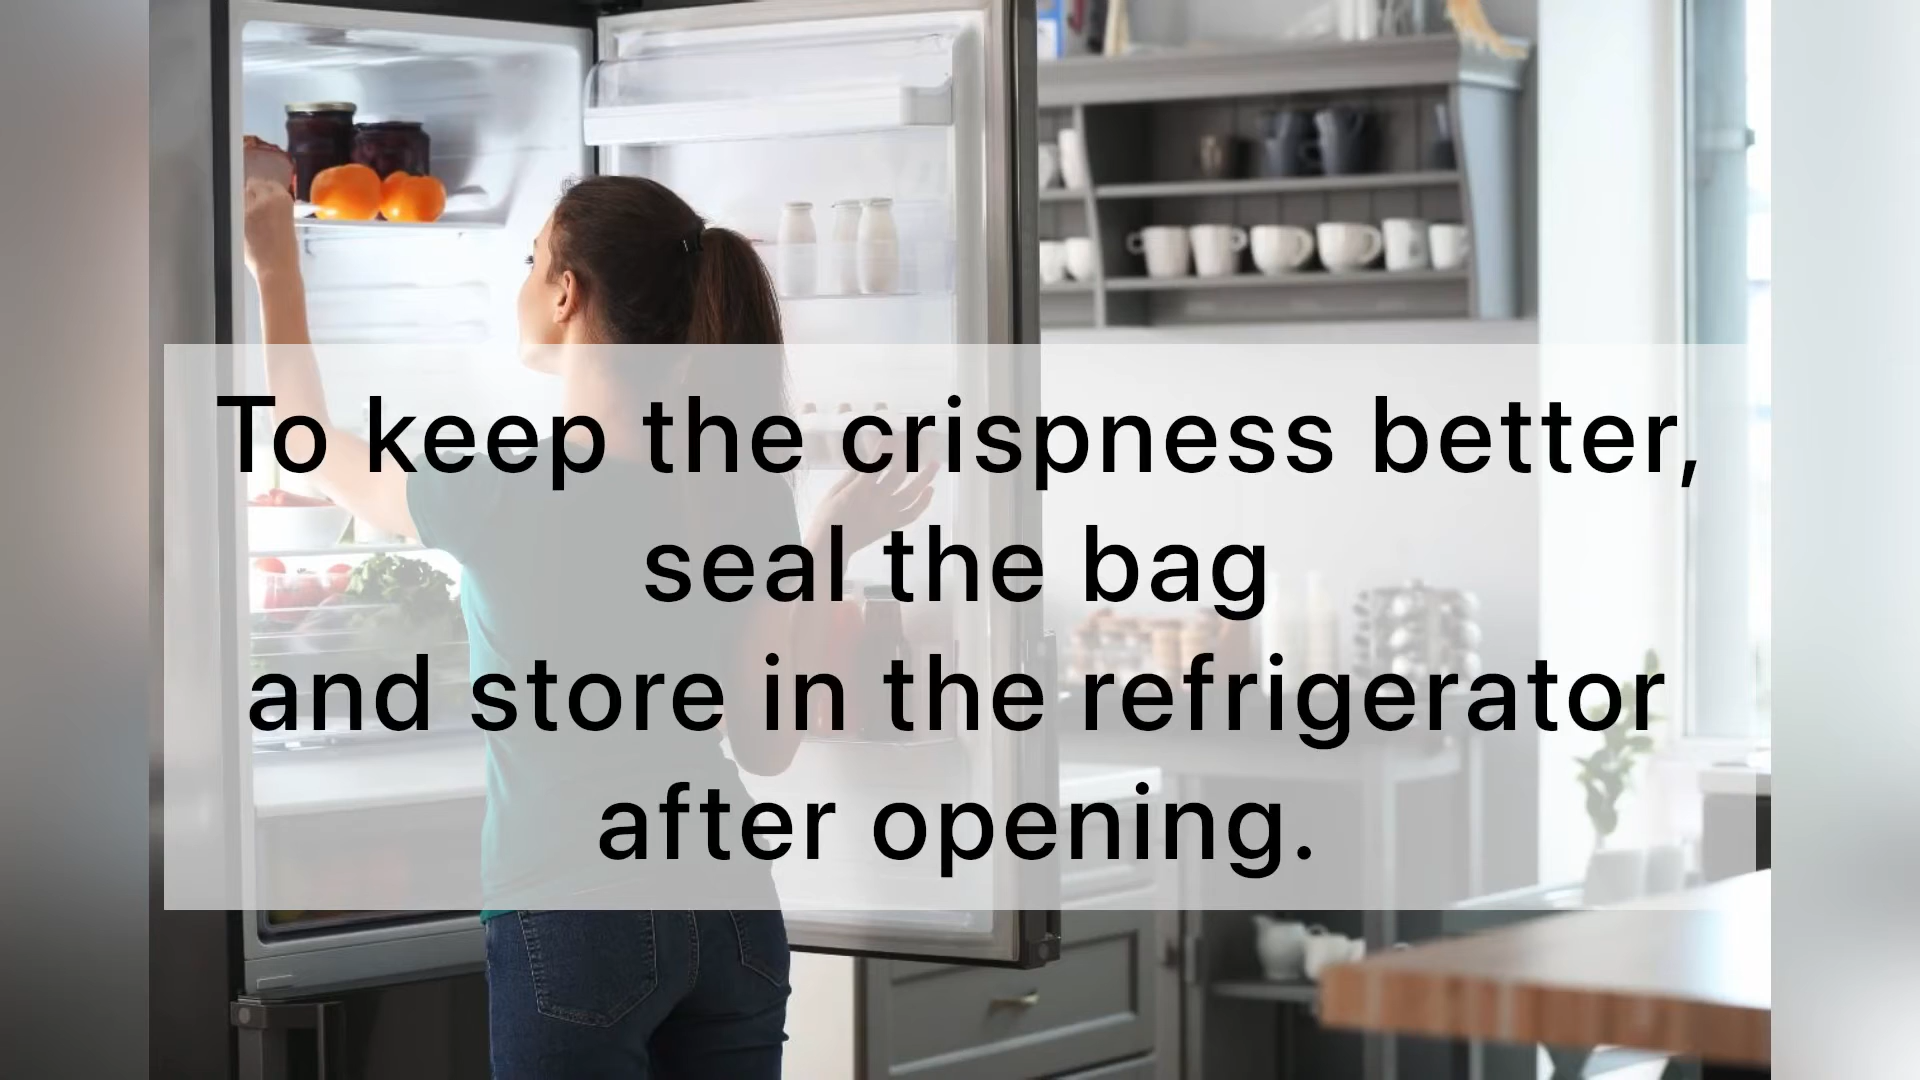 To keep the crispness better,
seal the bag
and store in the refrigerator
after opening.